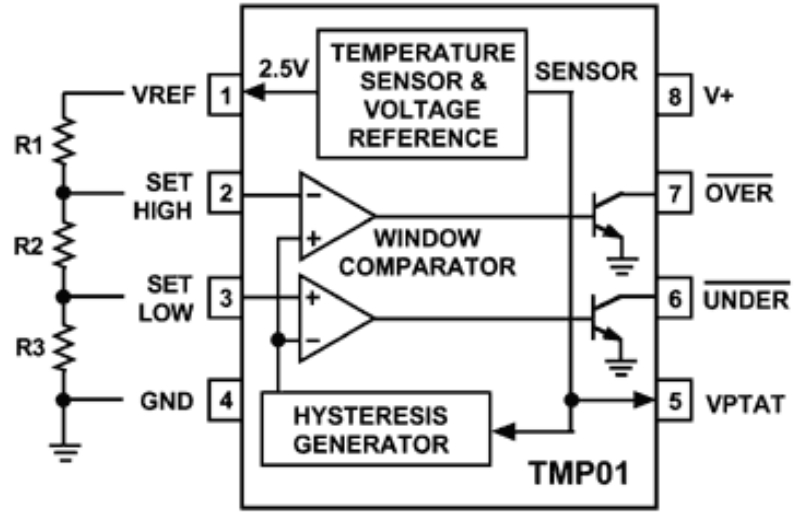 TEMPERATURE
SENSOR &
VOLTAGE
REFERENCE
2.5V
SENSOR
VREF
1
8
V+
R1
SET
HIGH
2
−
+
7
OVER
R2
WINDOW
COMPARATOR
SET
LOW
3
+
−
6
UNDER
R3
GND
4
HYSTERESIS
GENERATOR
5
VPTAT
TMP01